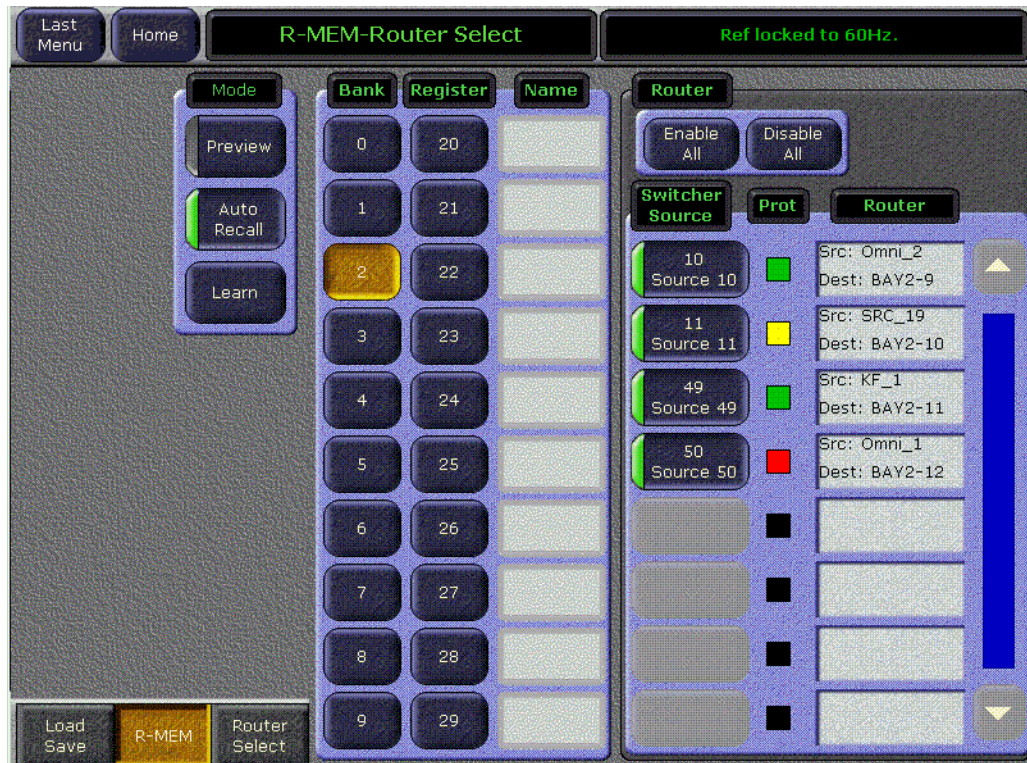 Last Menu
Home
R-MEM-Router Select
Ref locked to 60Hz.
Mode
Preview
Auto Recall
Learn
Bank Register Name
0 20
1 21
2 22
3 23
4 24
5 25
6 26
7 27
8 28
9 29
Router
Enable All
Disable All
Switcher Source
Prot
Router
10
Source 10
Src: Omni_2
Dest: BAY2-9
11
Source 11
Src: SRC_19
Dest: BAY2-10
49
Source 49
Src: KF_1
Dest: BAY2-11
50
Source 50
Src: Omni_1
Dest: BAY2-12
Load Save
R-MEM
Router Select